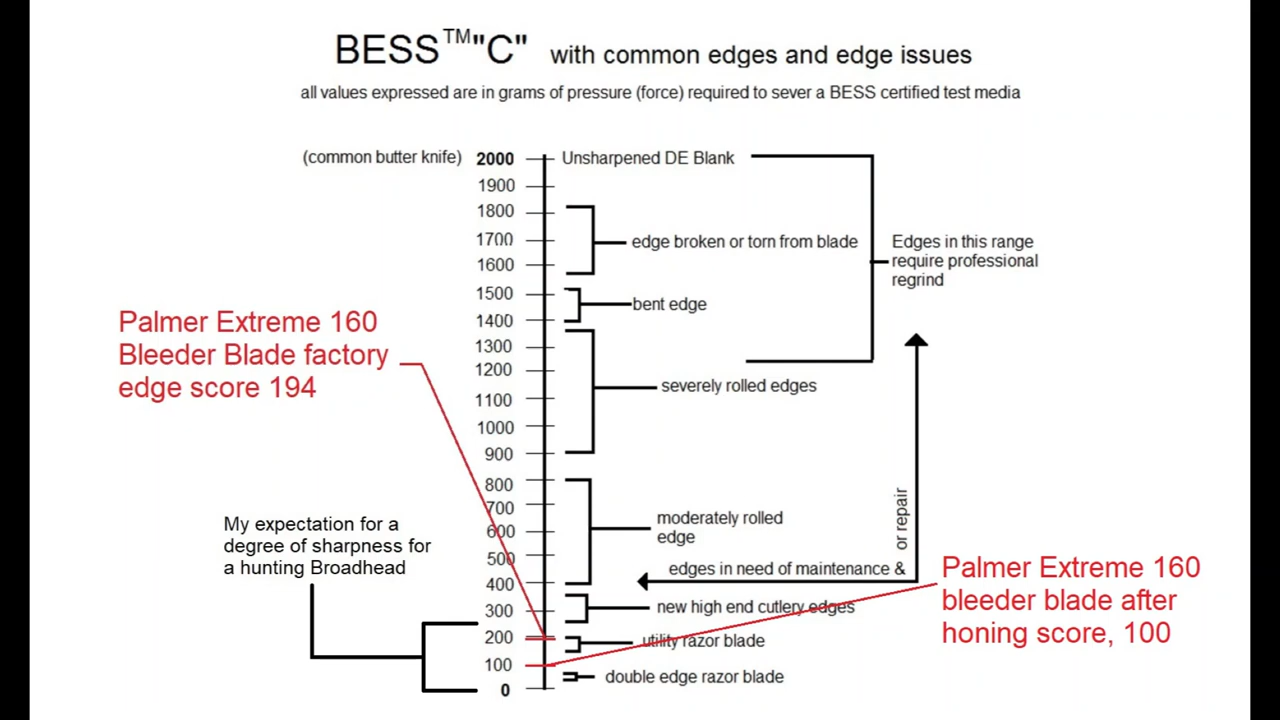 BESS™"C" with common edges and edge issues
all values expressed are in grams of pressure (force) required to sever a BESS certified test media
(common butter knife) 2000 Unsharpened DE Blank
1900
1800
1700
1600
1500
1400
1300
1200
1100
1000
900
800
700
600
500
400
300
200
100
0
edge broken or torn from blade
bent edge
severely rolled edges
moderately rolled
edge
edges in need of maintenance &
or repair
new high end cutlery edges
utility razor blade
double edge razor blade
Edges in this range
require professional
regrind
Palmer Extreme 160
Bleeder Blade factory
edge score 194
My expectation for a
degree of sharpness for
a hunting Broadhead
Palmer Extreme 160
bleeder blade after
honing score, 100